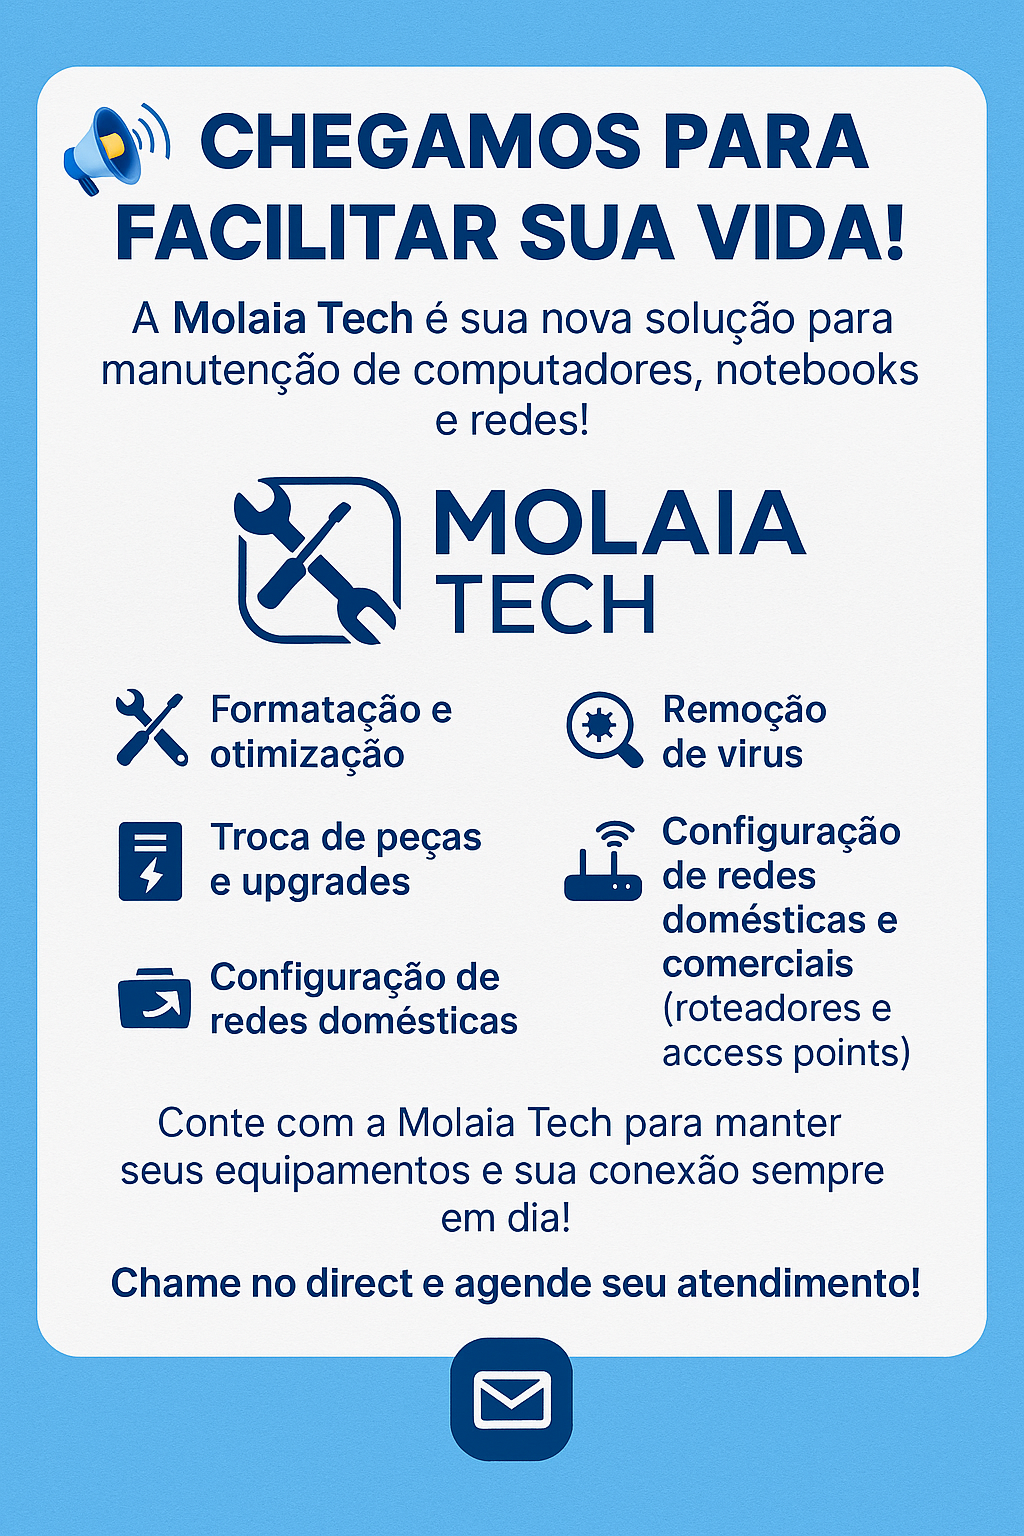 CHEGAMOS PARA
FACILITAR SUA VIDA!
A Molaia Tech é sua nova solução para
manutenção de computadores, notebooks
e redes!
MOLAIA
TECH
Formatação e
otimização
Remoção
de virus
Troca de peças
e upgrades
Configuração
de redes
domésticas e
comerciais
(roteadores e
access points)
Configuração de
redes domésticas
Conte com a Molaia Tech para manter
seus equipamentos e sua conexão sempre
em dia!
Chame no direct e agende seu atendimento!